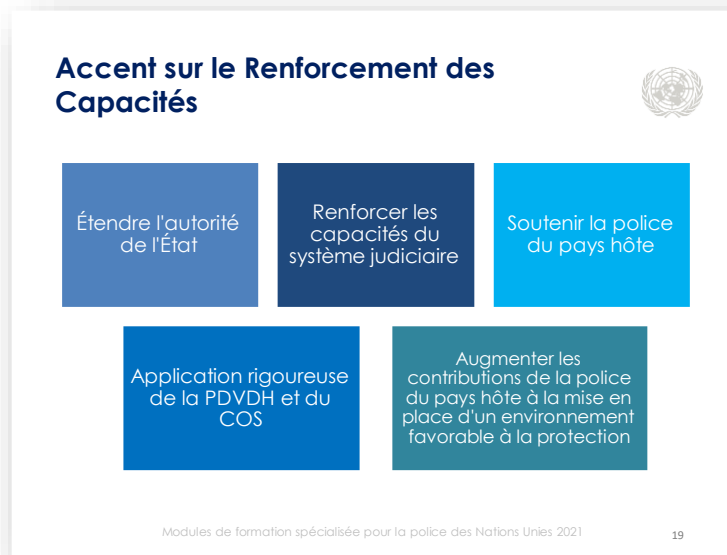 Accent sur le Renforcement des
Capacités
Étendre l'autorité
de l'État
Renforcer les
capacités du
système judiciaire
Soutenir la police
du pays hôte
Application rigoureuse
de la PDVDH et du
COS
Augmenter les
contributions de la police
du pays hôte à la mise en
place d'un environnement
favorable à la protection
Modules de formation spécialisée pour la police des Nations Unies 2021
19